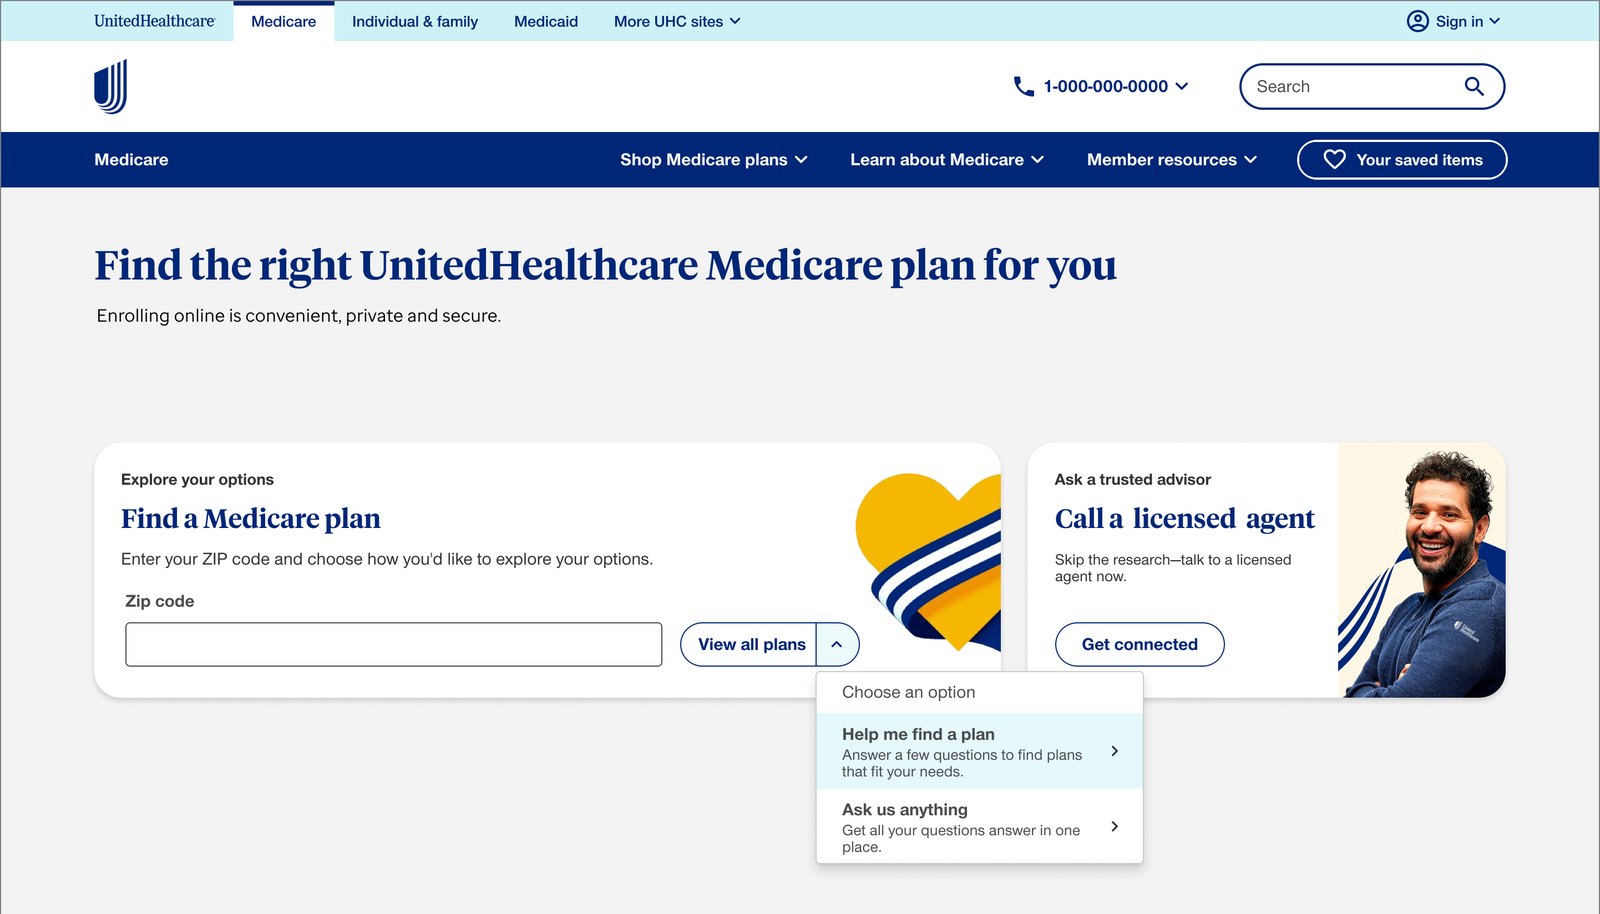 UnitedHealthcare
Medicare
Individual & family
Medicaid
More UHC sites
Sign in
1-000-000-0000
Search
Medicare
Shop Medicare plans
Learn about Medicare
Member resources
Your saved items
Find the right UnitedHealthcare Medicare plan for you
Enrolling online is convenient, private and secure.
Explore your options
Find a Medicare plan
Enter your ZIP code and choose how you'd like to explore your options.
Zip code
View all plans
Choose an option
Help me find a plan
Answer a few questions to find plans
that fit your needs.
Ask us anything
Get all your questions answer in one
place.
Ask a trusted advisor
Call a licensed agent
Skip the research—talk to a licensed
agent now.
Get connected
United
Healthcare